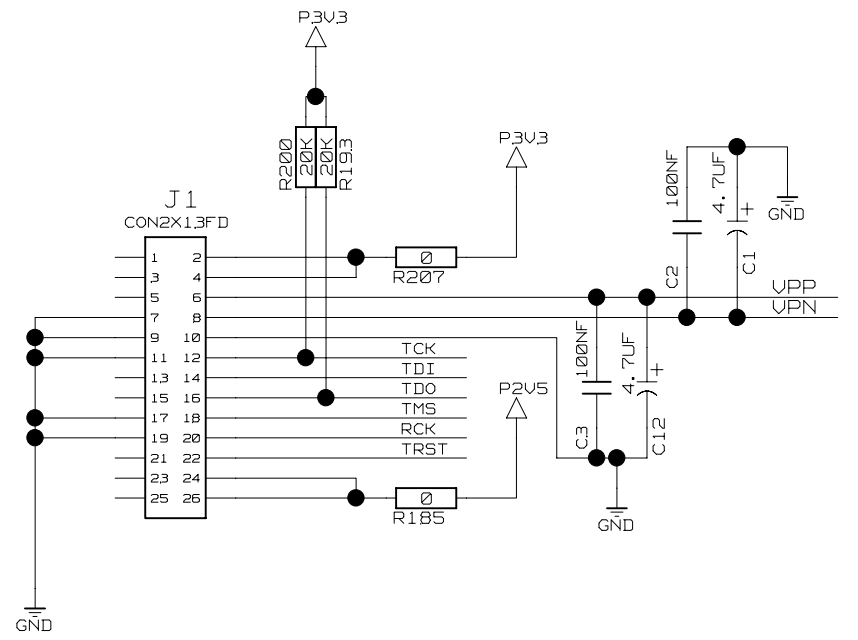 P3V3
R200
20K
20K
R193
P3V3
100NF
4.7UF
J1
CON2X13FD
GND
1 2
R207
0
C2
C1
3 4
5 6
VPP
7 8
VPN
9 10
100NF
4.7UF
11 12
TCK
13 14
TDI
15 16
TDO
P2V5
17 18
TMS
19 20
RCK
C3
C12
21 22
TRST
23 24
25 26
0
R185
GND
GND